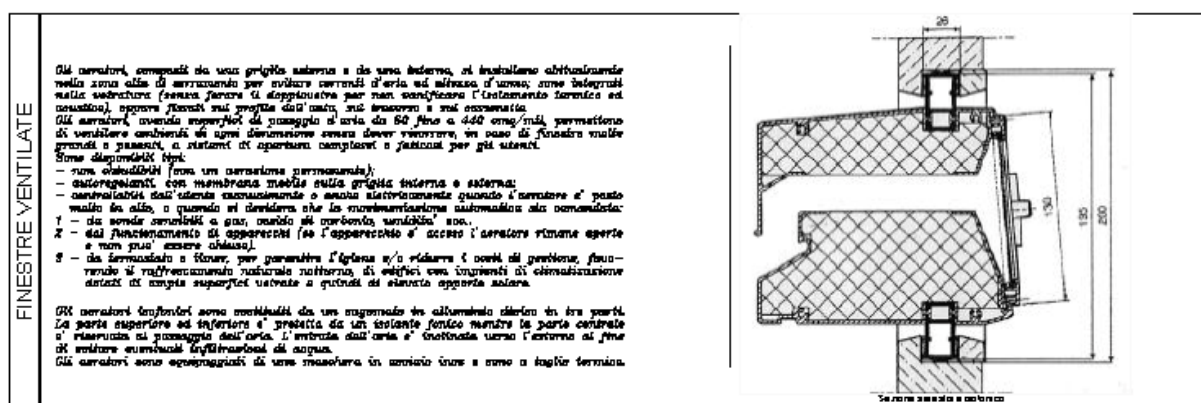 FINESTRE VENTILATE
Gli aeratori, composti da una griglia esterna e da una interna, si installano abitualmente
nella zona alta di serramento per evitare correnti d'aria ad altezza d'uomo, sono integrati
nella vetratura (senza forare il doppiovetro per non vanificare l'isolamento termico ed
acustico), oppure fissati sul profilo dell'anta, sul traverso o sul cassonetto.
Gli aeratori, avendo superfici di passaggio d'aria da 60 fino a 440 cmq/ml, permettono
di ventilare ambienti di ogni dimensione senza dover ricorrere, in caso di finestre molto
grandi o pesanti, a sistemi di apertura complessi o faticosi per gli utenti.
Sono disponibili tipi:
- non chiudibili (con un aerazione permanente);
- autoregolanti, con membrana mobile sulla griglia interna o esterna;
- controllabili dall'utente manualmente o anche elettricamente quando l'aeratore e' posto
molto in alto, o quando si desidera che la movimentazione automatica sia comandata:
1 - da sonde sensibili a gas, ossido di carbonio, umidita' ecc.
2 - dal funzionamento di apparecchi (se l'apparecchio e' acceso l'aeratore rimane aperto
e non puo' essere chiuso).
3 - da termostato o timer, per garantire l'igiene e/o ridurre i costi di gestione, favo-
rendo il raffrescamento naturale notturno, di edifici con impianti di climatizzazione
dotati di ampie superfici vetrate e quindi di elevato apporto solare.
Gli aeratori isofonici sono costituiti da un sagomato in alluminio diviso in tre parti.
La parte superiore ed inferiore e' protetta da un isolante fonico mentre la parte centrale
e' riservata al passaggio dell'aria. L'entrata dell'aria e' inclinata verso l'esterno al fine
di evitare eventuali infiltrazioni di acqua.
Gli aeratori sono equipaggiati di una maschera in acciaio inox e sono a taglio termico.
26
130
195
200